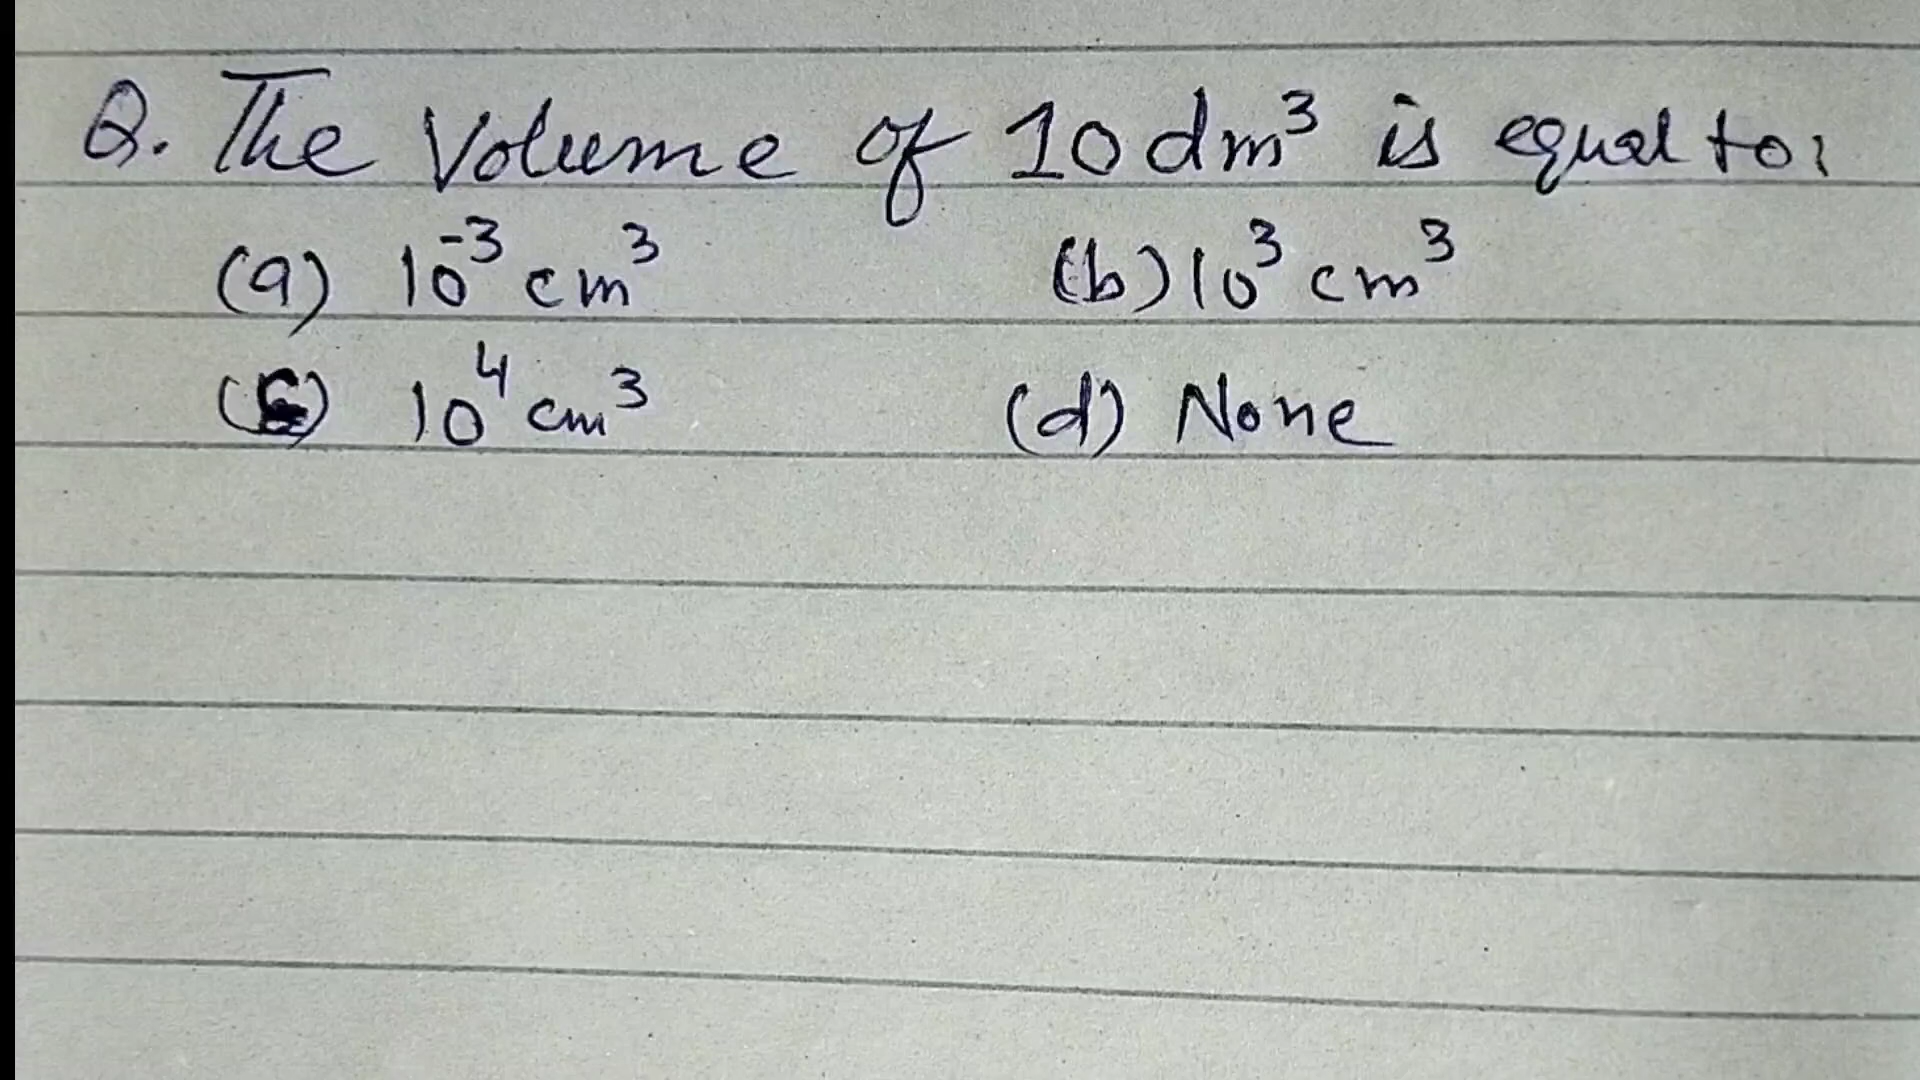 Q. The Volume of 10 dm³ is equal to:
(a) 10⁻³ cm³ (b) 10³ cm³
(c) 10⁴ cm³ (d) None